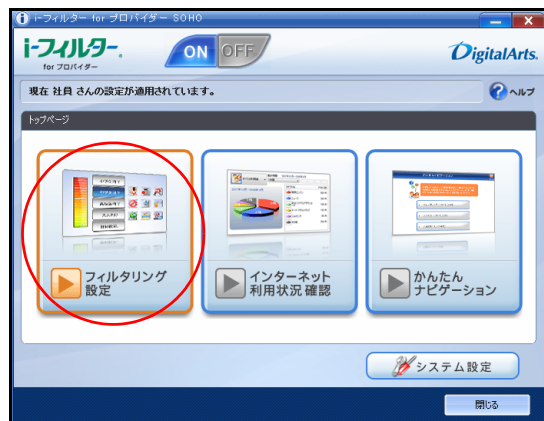 i-フィルター for プロバイダー SOHO
i-フィルター.
for プロバイダー
ON OFF
DigitalArts.
現在 社員 さんの設定が適用されています。
ヘルプ
トップページ
フィルタリング
設定
インターネット
利用状況 確認
かんたん
ナビゲーション
システム設定
閉じる